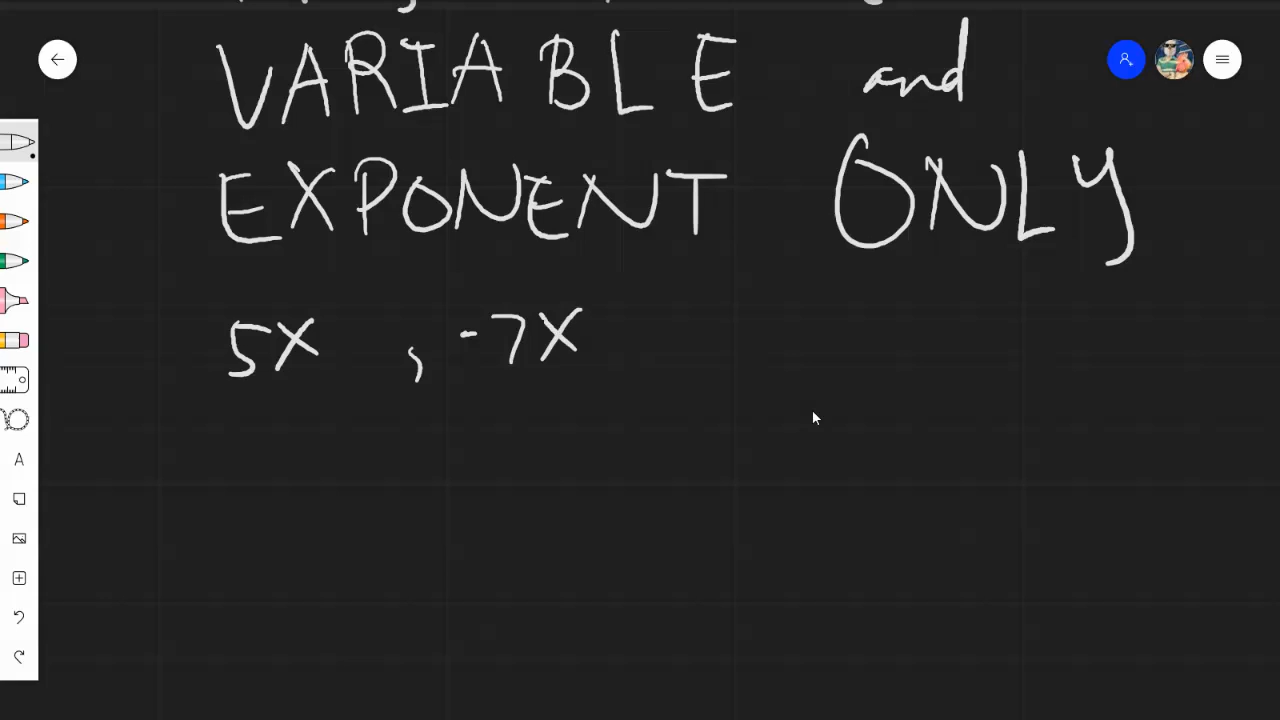 VARIABLE and
EXPONENT ONLY
5X , -7X
A